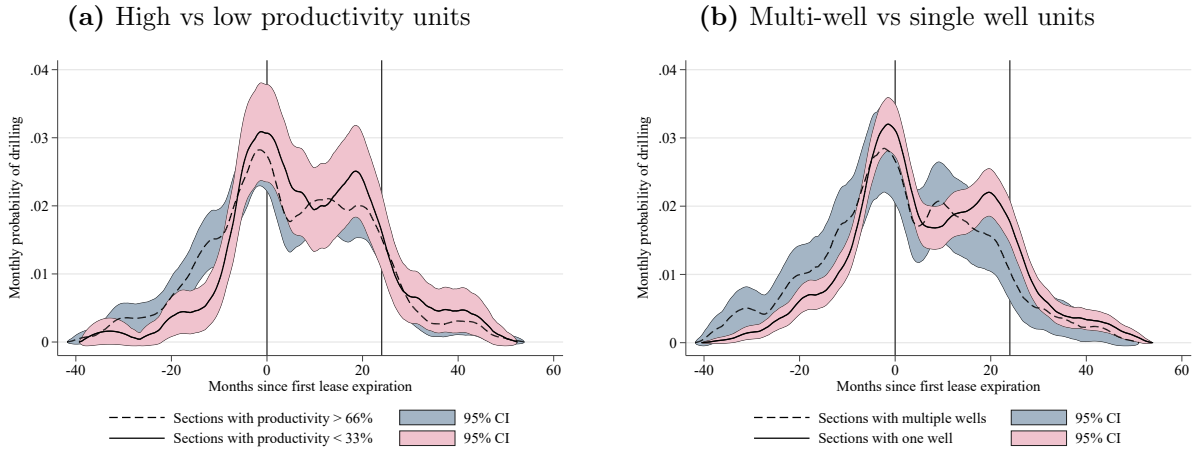 (a) High vs low productivity units
.04
.03
.02
.01
0
Monthly probability of drilling
-40 -20 0 20 40 60
Months since first lease expiration
Sections with productivity > 66% 95% CI
Sections with productivity < 33% 95% CI
(b) Multi-well vs single well units
.04
.03
.02
.01
0
Monthly probability of drilling
-40 -20 0 20 40 60
Months since first lease expiration
Sections with multiple wells 95% CI
Sections with one well 95% CI